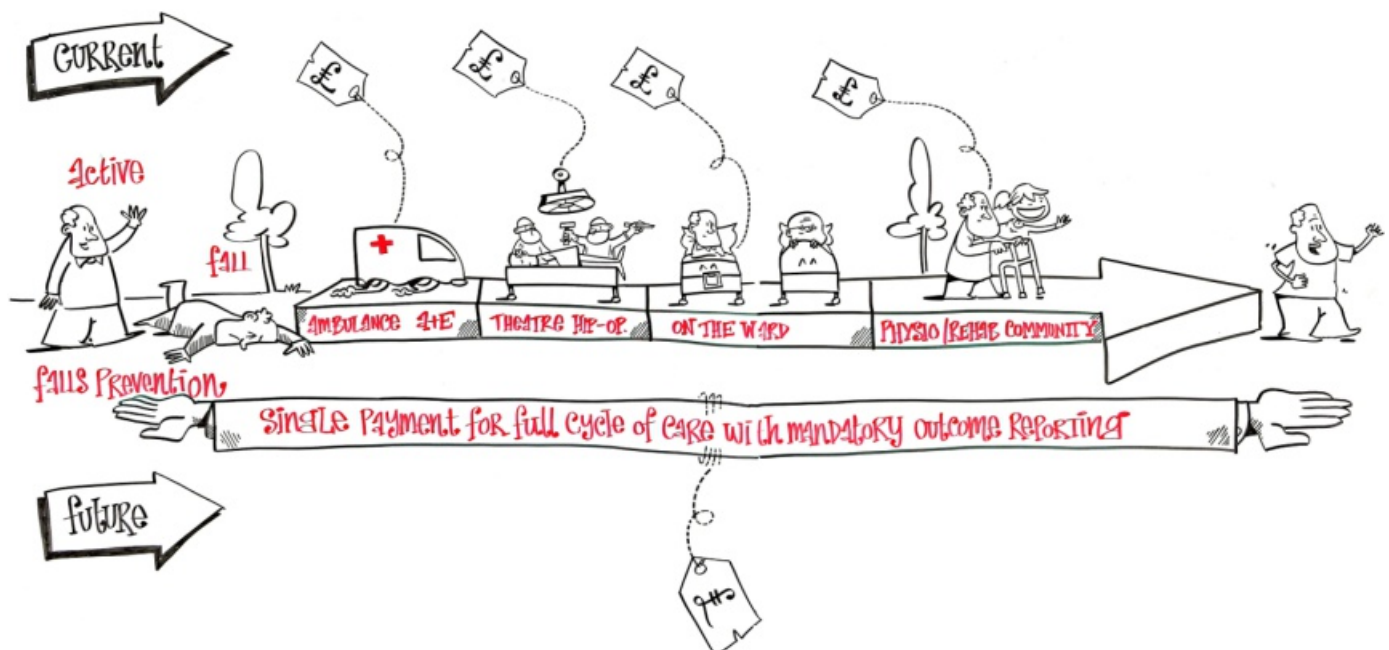 CURRENT
£
£
£
£
Active
fall
AMBULANCE A+E
THEATRE HIP-OP.
ON THE WARD
PHYSIO/REHAB COMMUNITY
falls Prevention
Single Payment for full cycle of care with mandatory outcome reporting
future
£